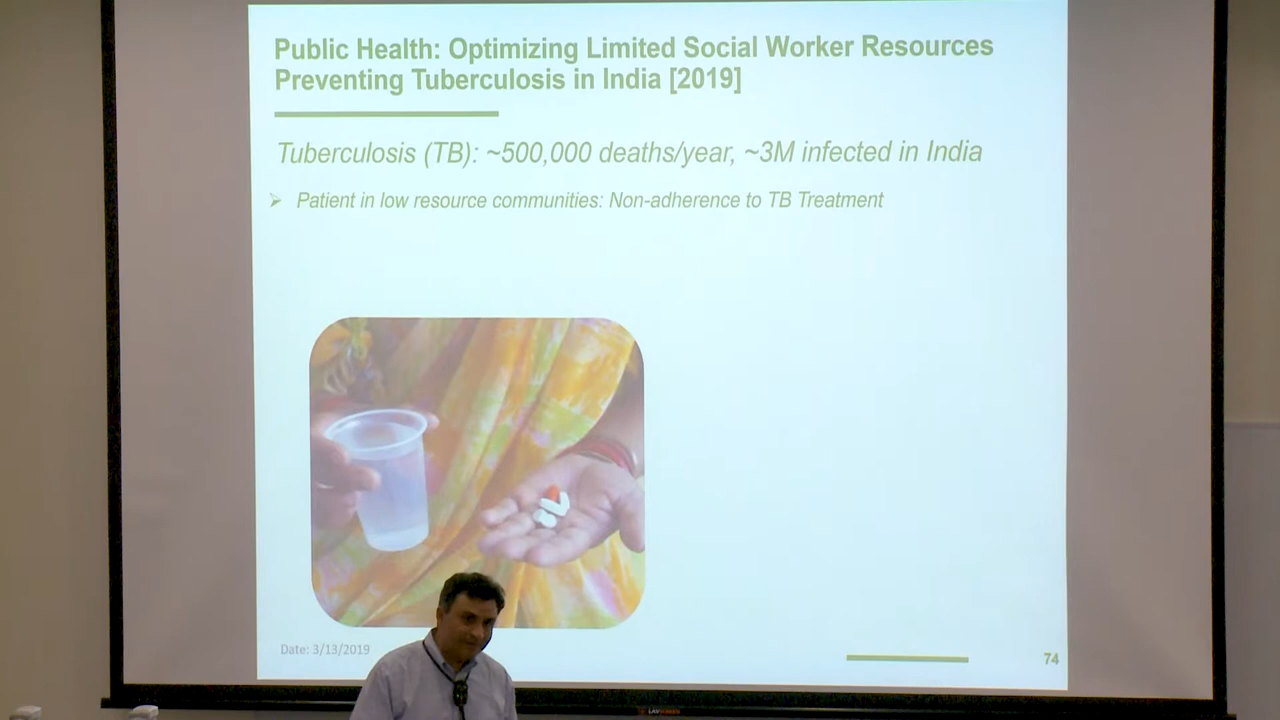 Public Health: Optimizing Limited Social Worker Resources
Preventing Tuberculosis in India [2019]
Tuberculosis (TB): ~500,000 deaths/year, ~3M infected in India
Patient in low resource communities: Non-adherence to TB Treatment
Date: 3/13/2019
74